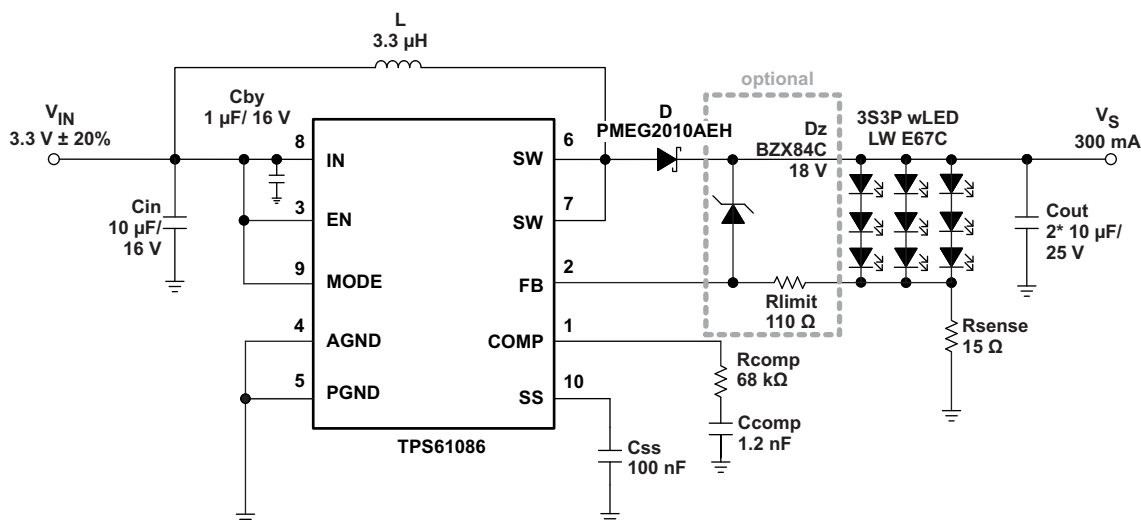 L
3.3 µH
optional
VIN
3.3 V ± 20%
Cby
1 µF/ 16 V
D
PMEG2010AEH
Dz
BZX84C
18 V
3S3P wLED
LW E67C
VS
300 mA
8
IN
SW
6
3
EN
SW
7
Cin
10 µF/
16 V
Cout
2* 10 µF/
25 V
9
MODE
FB
2
Rlimit
110 Ω
4
AGND
COMP
1
Rsense
15 Ω
Rcomp
68 kΩ
5
PGND
SS
10
Ccomp
1.2 nF
TPS61086
Css
100 nF